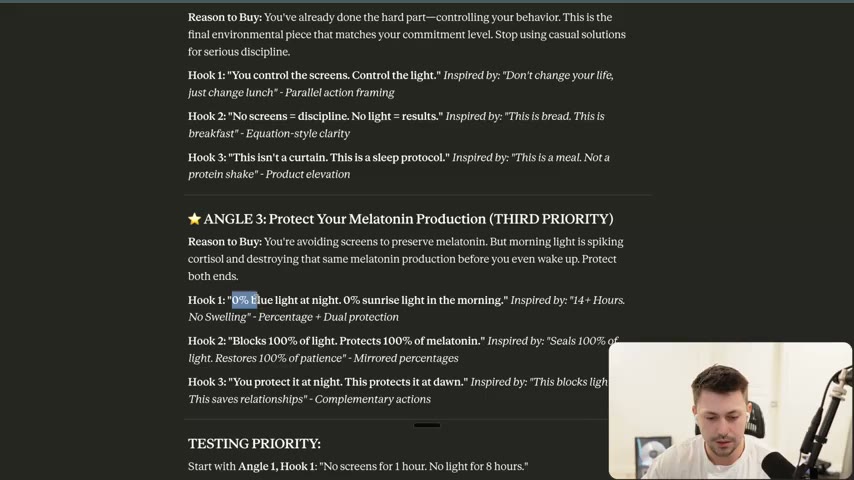 Reason to Buy: You've already done the hard part—controlling your behavior. This is the
final environmental piece that matches your commitment level. Stop using casual solutions
for serious discipline.
Hook 1: "You control the screens. Control the light." Inspired by: "Don't change your life,
just change lunch" - Parallel action framing
Hook 2: "No screens = discipline. No light = results." Inspired by: "This is bread. This is
breakfast" - Equation-style clarity
Hook 3: "This isn't a curtain. This is a sleep protocol." Inspired by: "This is a meal. Not a
protein shake" - Product elevation
⭐ ANGLE 3: Protect Your Melatonin Production (THIRD PRIORITY)
Reason to Buy: You're avoiding screens to preserve melatonin. But morning light is spiking
cortisol and destroying that same melatonin production before you even wake up. Protect
both ends.
Hook 1: "0% blue light at night. 0% sunrise light in the morning." Inspired by: "14+ Hours.
No Swelling" - Percentage + Dual protection
Hook 2: "Blocks 100% of light. Protects 100% of melatonin." Inspired by: "Seals 100% of
light. Restores 100% of patience" - Mirrored percentages
Hook 3: "You protect it at night. This protects it at dawn." Inspired by: "This blocks
This saves relationships" - Complementary actions
TESTING PRIORITY:
Start with Angle 1, Hook 1: "No screens for 1 hour. No light for 8 hours."